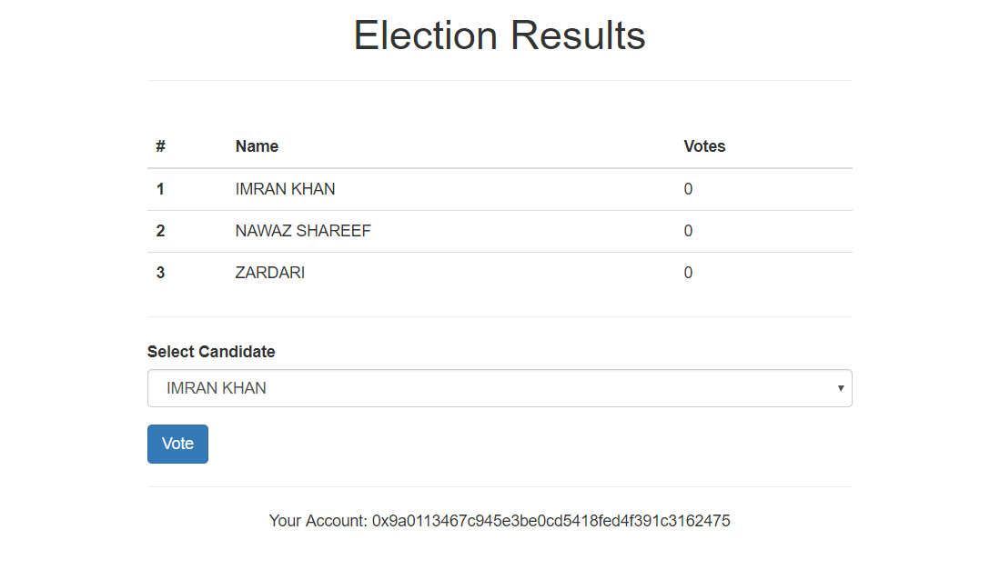 Election Results
# Name Votes
1 IMRAN KHAN 0
2 NAWAZ SHAREEF 0
3 ZARDARI 0
Select Candidate
IMRAN KHAN
Vote
Your Account: 0x9a0113467c945e3be0cd5418fed4f391c3162475